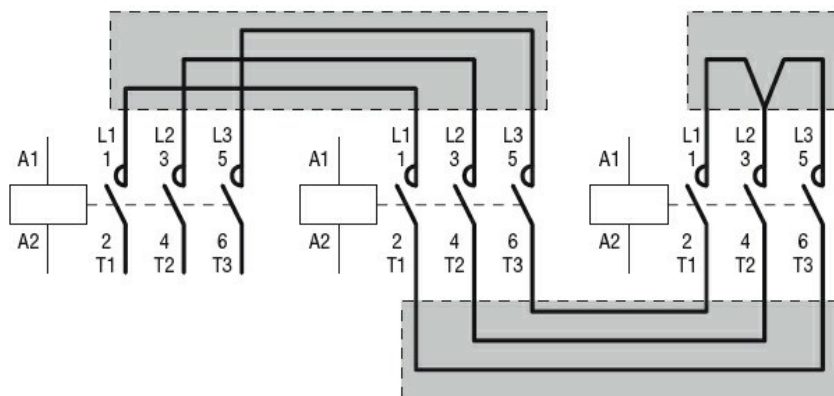 L1 L2 L3 L1 L2 L3 L1 L2 L3
A1 1 3 5 A1 1 3 5 A1 1 3 5
A2 2 4 6 A2 2 4 6 A2 2 4 6
T1 T2 T3 T1 T2 T3 T1 T2 T3